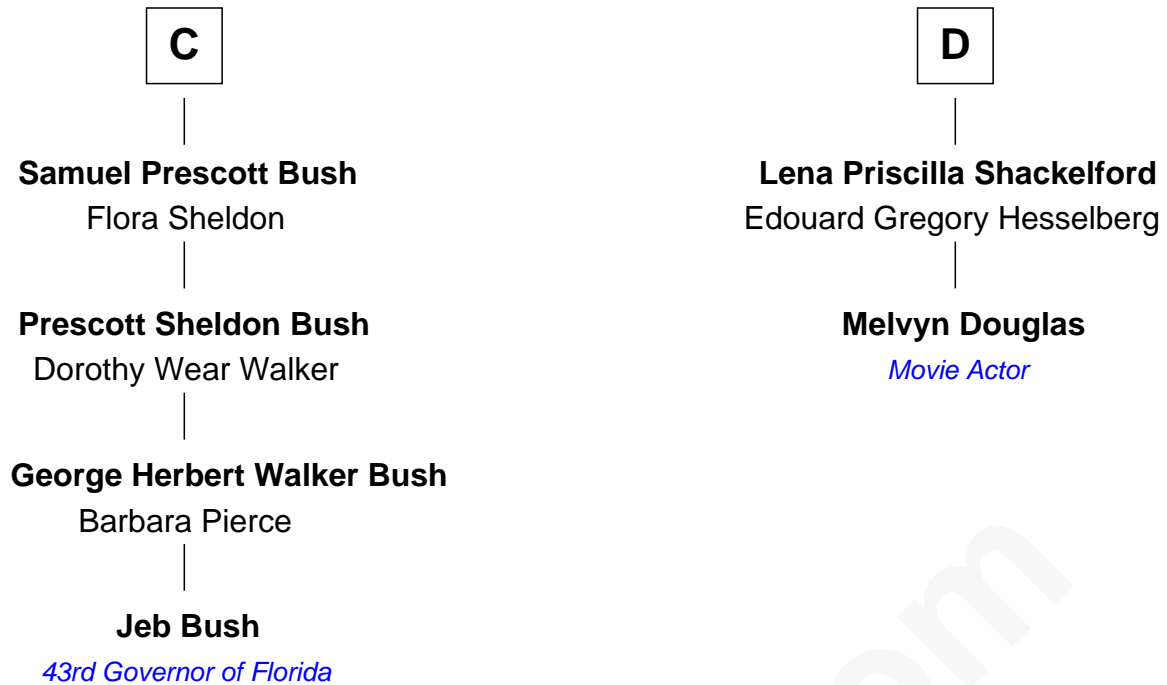 C
Samuel Prescott Bush
Flora Sheldon
Prescott Sheldon Bush
Dorothy Wear Walker
George Herbert Walker Bush
Barbara Pierce
Jeb Bush
43rd Governor of Florida
D
Lena Priscilla Shackelford
Edouard Gregory Hesselberg
Melvyn Douglas
Movie Actor
om